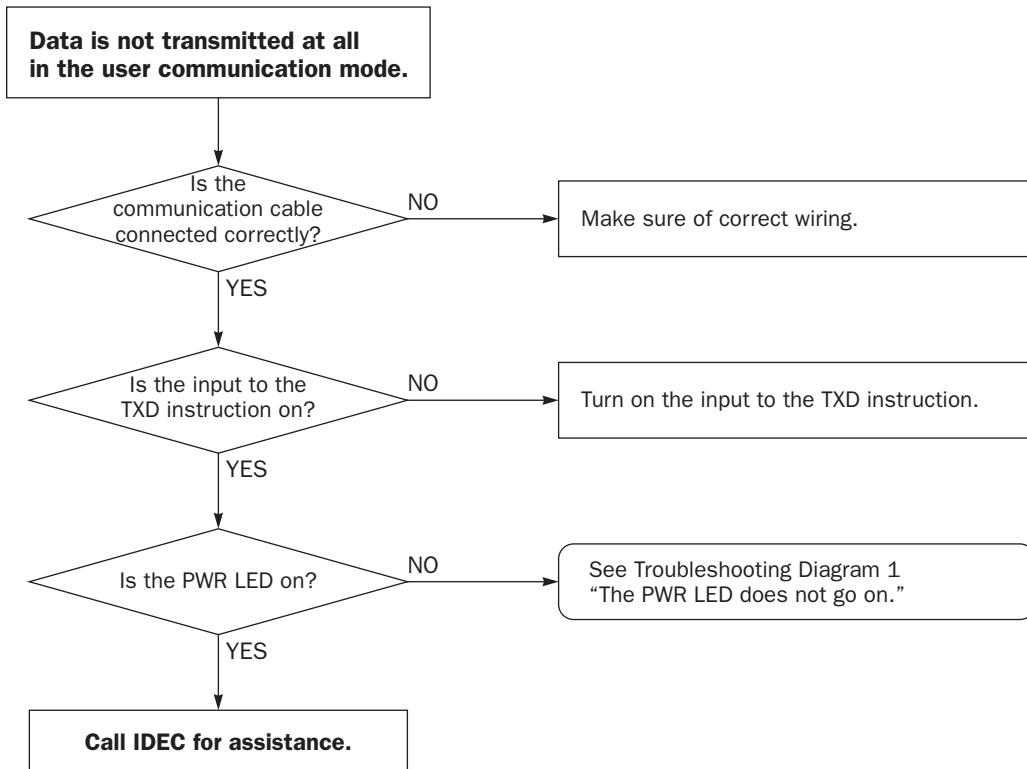 Data is not transmitted at all
in the user communication mode.
Is the
communication cable
connected correctly?
NO
Make sure of correct wiring.
YES
Is the input to the
TXD instruction on?
NO
Turn on the input to the TXD instruction.
YES
Is the PWR LED on?
NO
See Troubleshooting Diagram 1
“The PWR LED does not go on.”
YES
Call IDEC for assistance.